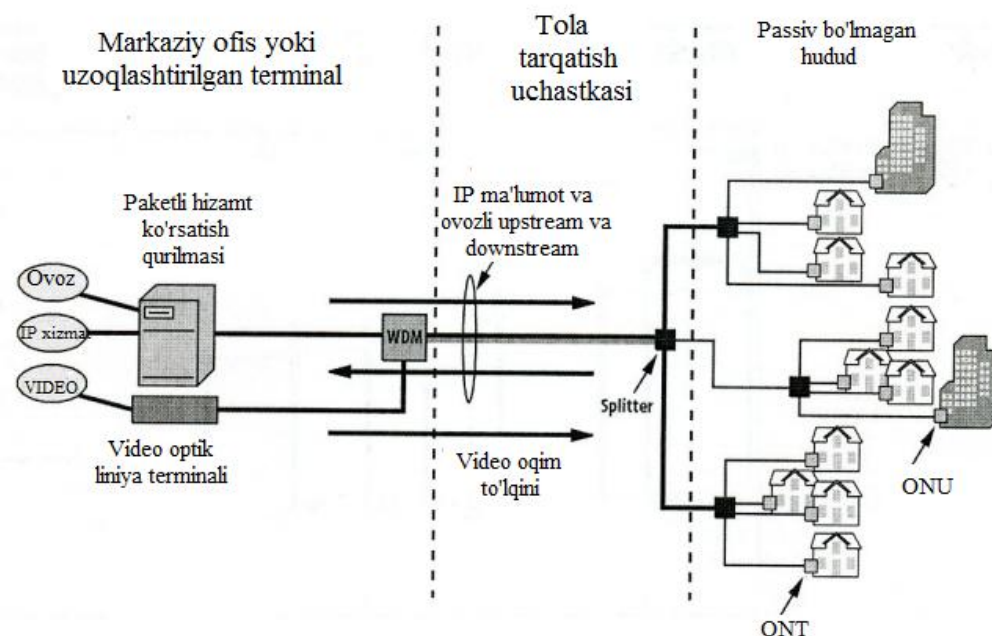 Markaziy ofis yoki
uzoqlashtirilgan terminal
Tola
tarqatish
uchastkasi
Passiv bo'lmagan
hudud
Paketli hizamt
ko'rsatish
qurilmasi
IP ma'lumot va
ovozli upstream va
downstream
Ovoz
IP xizmat
VIDEO
WDM
Splitter
Video optik
liniya terminali
Video oqim
to'lqini
ONU
ONT